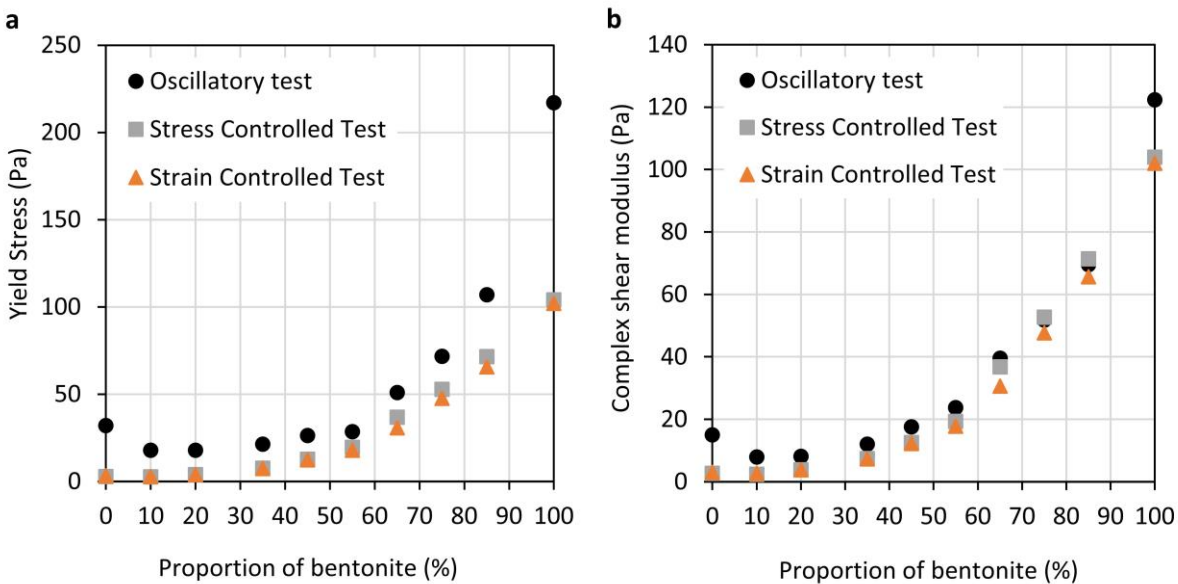 a
250
200
150
100
50
0
Yield Stress (Pa)
Oscillatory test
Stress Controlled Test
Strain Controlled Test
0 10 20 30 40 50 60 70 80 90 100
Proportion of bentonite (%)
b
140
120
100
80
60
40
20
0
Complex shear modulus (Pa)
Oscillatory test
Stress Controlled Test
Strain Controlled Test
0 10 20 30 40 50 60 70 80 90 100
Proportion of bentonite (%)